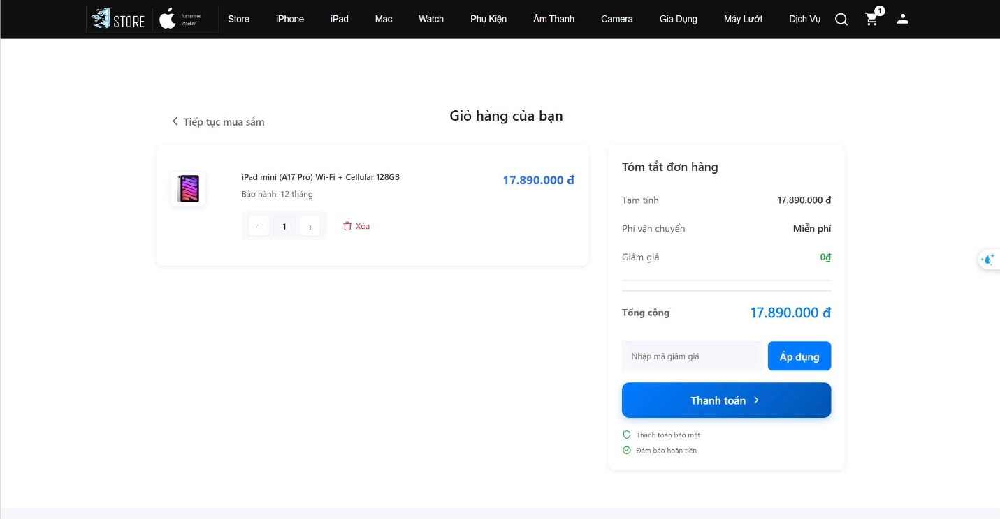 STORE
Authorised
Reseller
Store iPhone iPad Mac Watch Phụ Kiện Âm Thanh Camera Gia Dụng Máy Lướt Dịch Vụ 1
Tiếp tục mua sắm
Giỏ hàng của bạn
iPad mini (A17 Pro) Wi-Fi + Cellular 128GB
17.890.000 đ
Bảo hành: 12 tháng
– 1 + Xóa
Tóm tắt đơn hàng
Tạm tính 17.890.000 đ
Phí vận chuyển Miễn phí
Giảm giá 0₫
Tổng cộng 17.890.000 đ
Nhập mã giảm giá Áp dụng
Thanh toán
Thanh toán bảo mật
Đảm bảo hoàn tiền